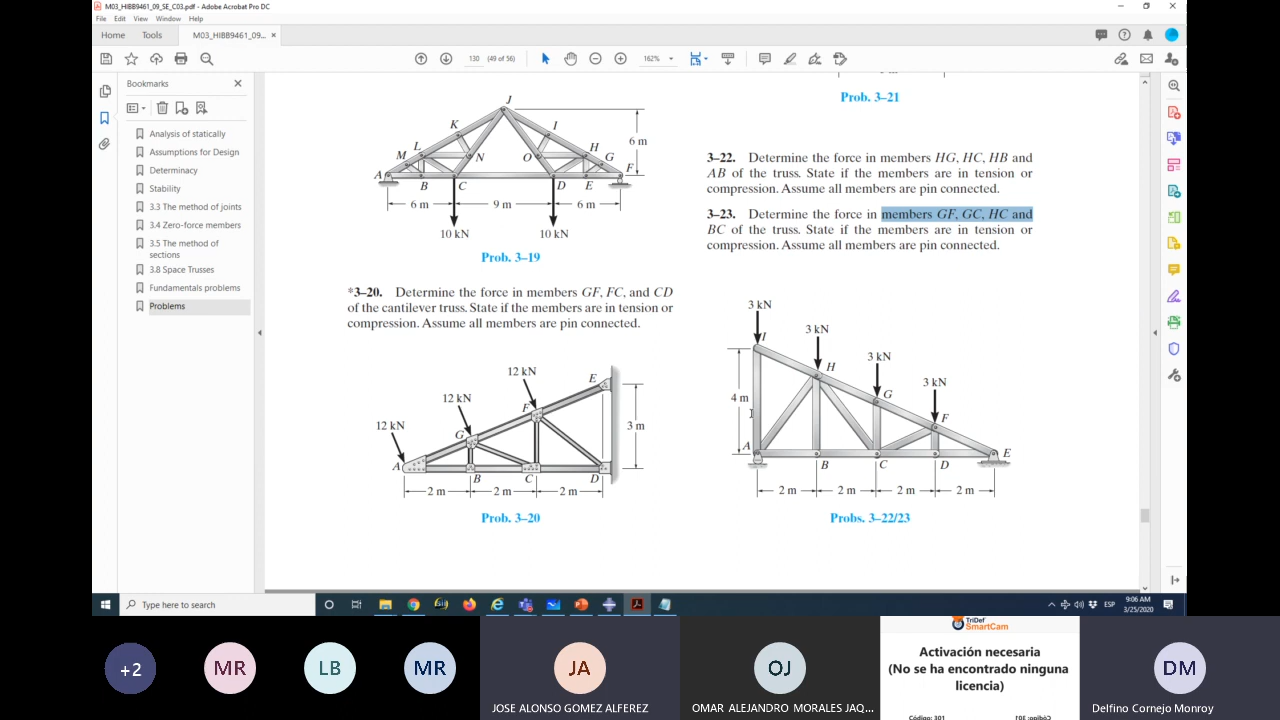 M03_HIBB9461_09_SE_C03.pdf - Adobe Acrobat Pro DC
File Edit View Window Help
Home Tools M03_HIBB9461_09... ×
130 (49 of 56) 162%
Bookmarks
Analysis of statically
Assumptions for Design
Determinacy
Stability
3.3 The method of joints
3.4 Zero-force members
3.5 The method of
sections
3.8 Space Trusses
Fundamentals problems
Problems
J
K
I
L
H
M
N
O
G
A
F
B
C
D
E
6 m
6 m
9 m
6 m
10 kN
10 kN
Prob. 3–19
*3–20. Determine the force in members GF, FC, and CD
of the cantilever truss. State if the members are in tension or
compression. Assume all members are pin connected.
12 kN
12 kN
12 kN
E
F
G
A
B
C
D
3 m
2 m
2 m
2 m
Prob. 3–20
Prob. 3–21
3–22. Determine the force in members HG, HC, HB and
AB of the truss. State if the members are in tension or
compression. Assume all members are pin connected.
3–23. Determine the force in members GF, GC, HC and
BC of the truss. State if the members are in tension or
compression. Assume all members are pin connected.
3 kN
3 kN
3 kN
3 kN
I
H
G
F
4 m
A
B
C
D
E
2 m
2 m
2 m
2 m
Probs. 3–22/23
Type here to search
ESP
9:06 AM
3/25/2020
+2
MR
LB
MR
JA
JOSE ALONSO GOMEZ ALFEREZ
OJ
OMAR ALEJANDRO MORALES JAQ...
TriDef
SmartCam
Activación necesaria
(No se ha encontrado ninguna
licencia)
Código: 301
DM
Delfino Cornejo Monroy